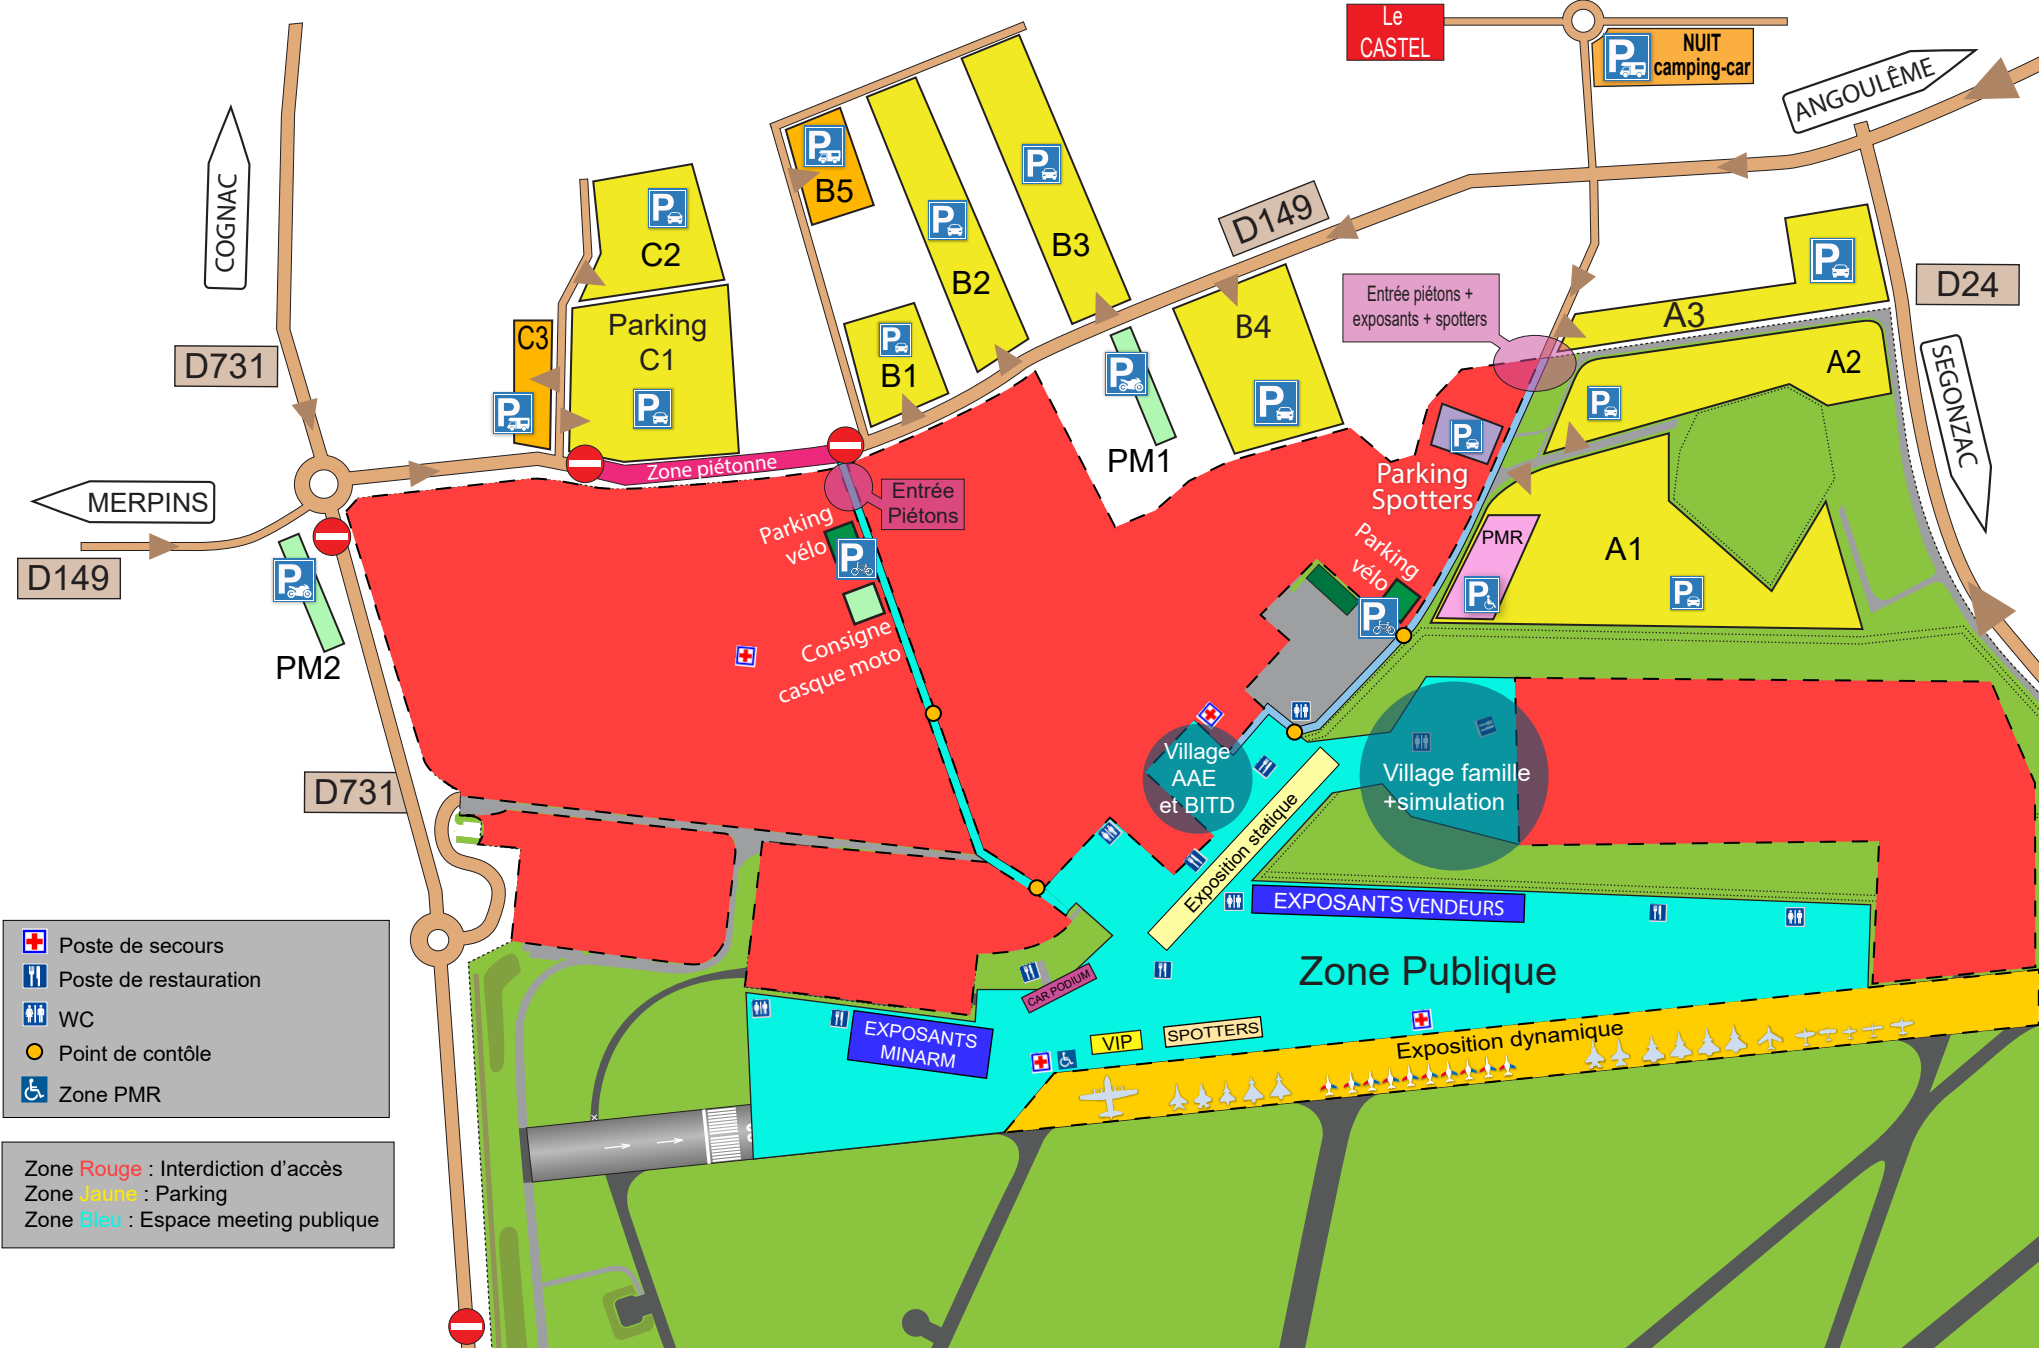 Le
CASTEL
NUIT
camping-car
ANGOULÊME
COGNAC
P
B5
P
P
P
C2
B2
B3
D149
P
A3
D24
Entrée piétons +
exposants + spotters
Parking
C1
P
C3
P
P
B1
B4
P
P
PM1
A2
P
SEGONZAC
D731
MERPINS
D149
Zone piétonne
Entrée
Piétons
P
Parking
Spotters
Parking
vélo
P
Parking
vélo
P
PMR
P
A1
P
P
PM2
Consigne
casque moto
D731
Village
AAE
et BITD
Village famille
+simulation
Exposition statique
EXPOSANTS VENDEURS
Zone Publique
CAR PODIUM
EXPOSANTS
MINARM
VIP
SPOTTERS
Exposition dynamique
Poste de secours
Poste de restauration
WC
Point de contôle
Zone PMR
Zone Rouge : Interdiction d'accès
Zone Jaune : Parking
Zone Bleu : Espace meeting publique